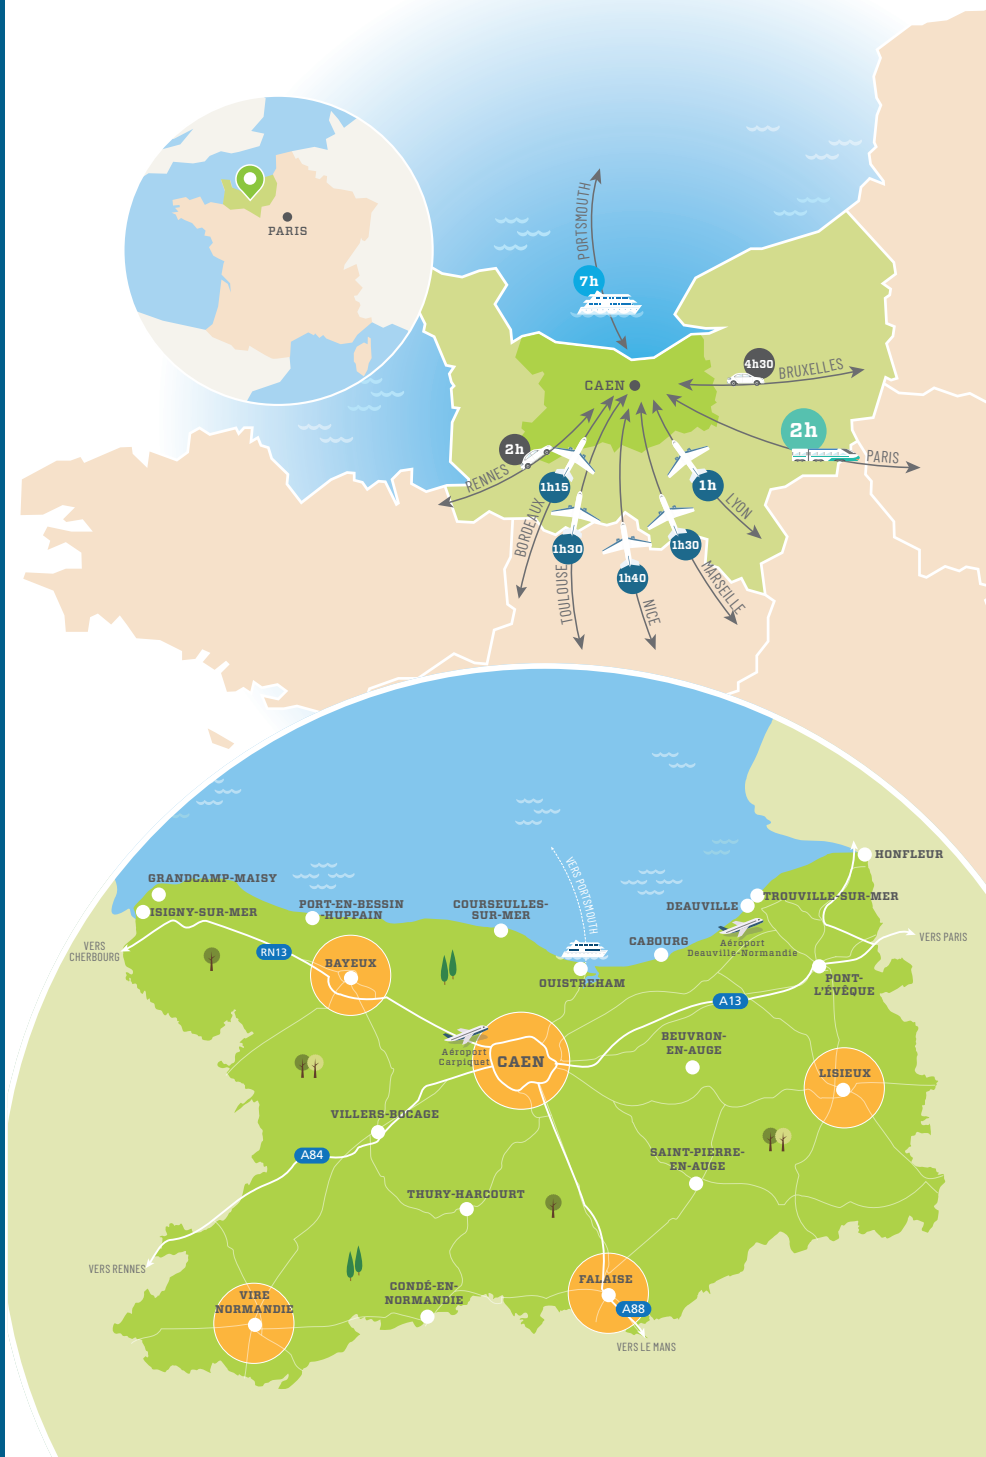 PARIS
PORTSMOUTH
7h
CAEN
4h30
BRUXELLES
2h
PARIS
2h
RENNES
1h15
BORDEAUX
1h
LYON
1h30
TOULOUSE
1h40
NICE
1h30
MARSEILLE
HONFLEUR
GRANDCAMP-MAISY
ISIGNY-SUR-MER
PORT-EN-BESSIN
-HUPPAIN
COURSEULLES-
SUR-MER
VERS PORTSMOUTH
DEAUVILLE
TROUVILLE-SUR-MER
VERS
CHERBOURG
RN13
BAYEUX
OUISTREHAM
CABOURG
Aéroport
Deauville-Normandie
VERS PARIS
PONT-
L'ÉVÊQUE
A13
Aéroport
Carpiquet
CAEN
BEUVRON-
EN-AUGE
LISIEUX
VILLERS-BOCAGE
A84
SAINT-PIERRE-
EN-AUGE
THURY-HARCOURT
VERS RENNES
VIRE
NORMANDIE
CONDÉ-EN-
NORMANDIE
FALAISE
A88
VERS LE MANS